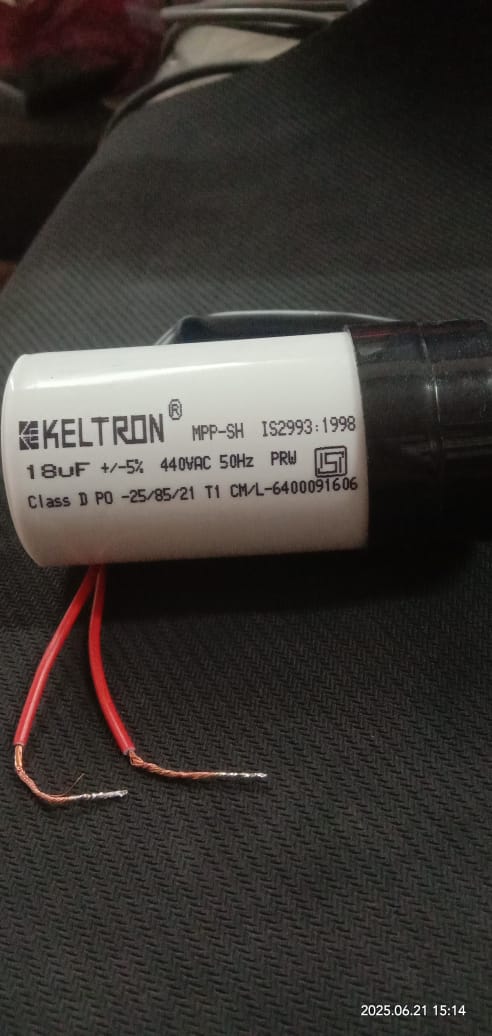 KELTRON ® MPP-SH IS2993:1998
18uF +/-5% 440VAC 50Hz PRW ISI
Class D PO -25/85/21 T1 CM/L-6400091606
2025.06.21 15:14